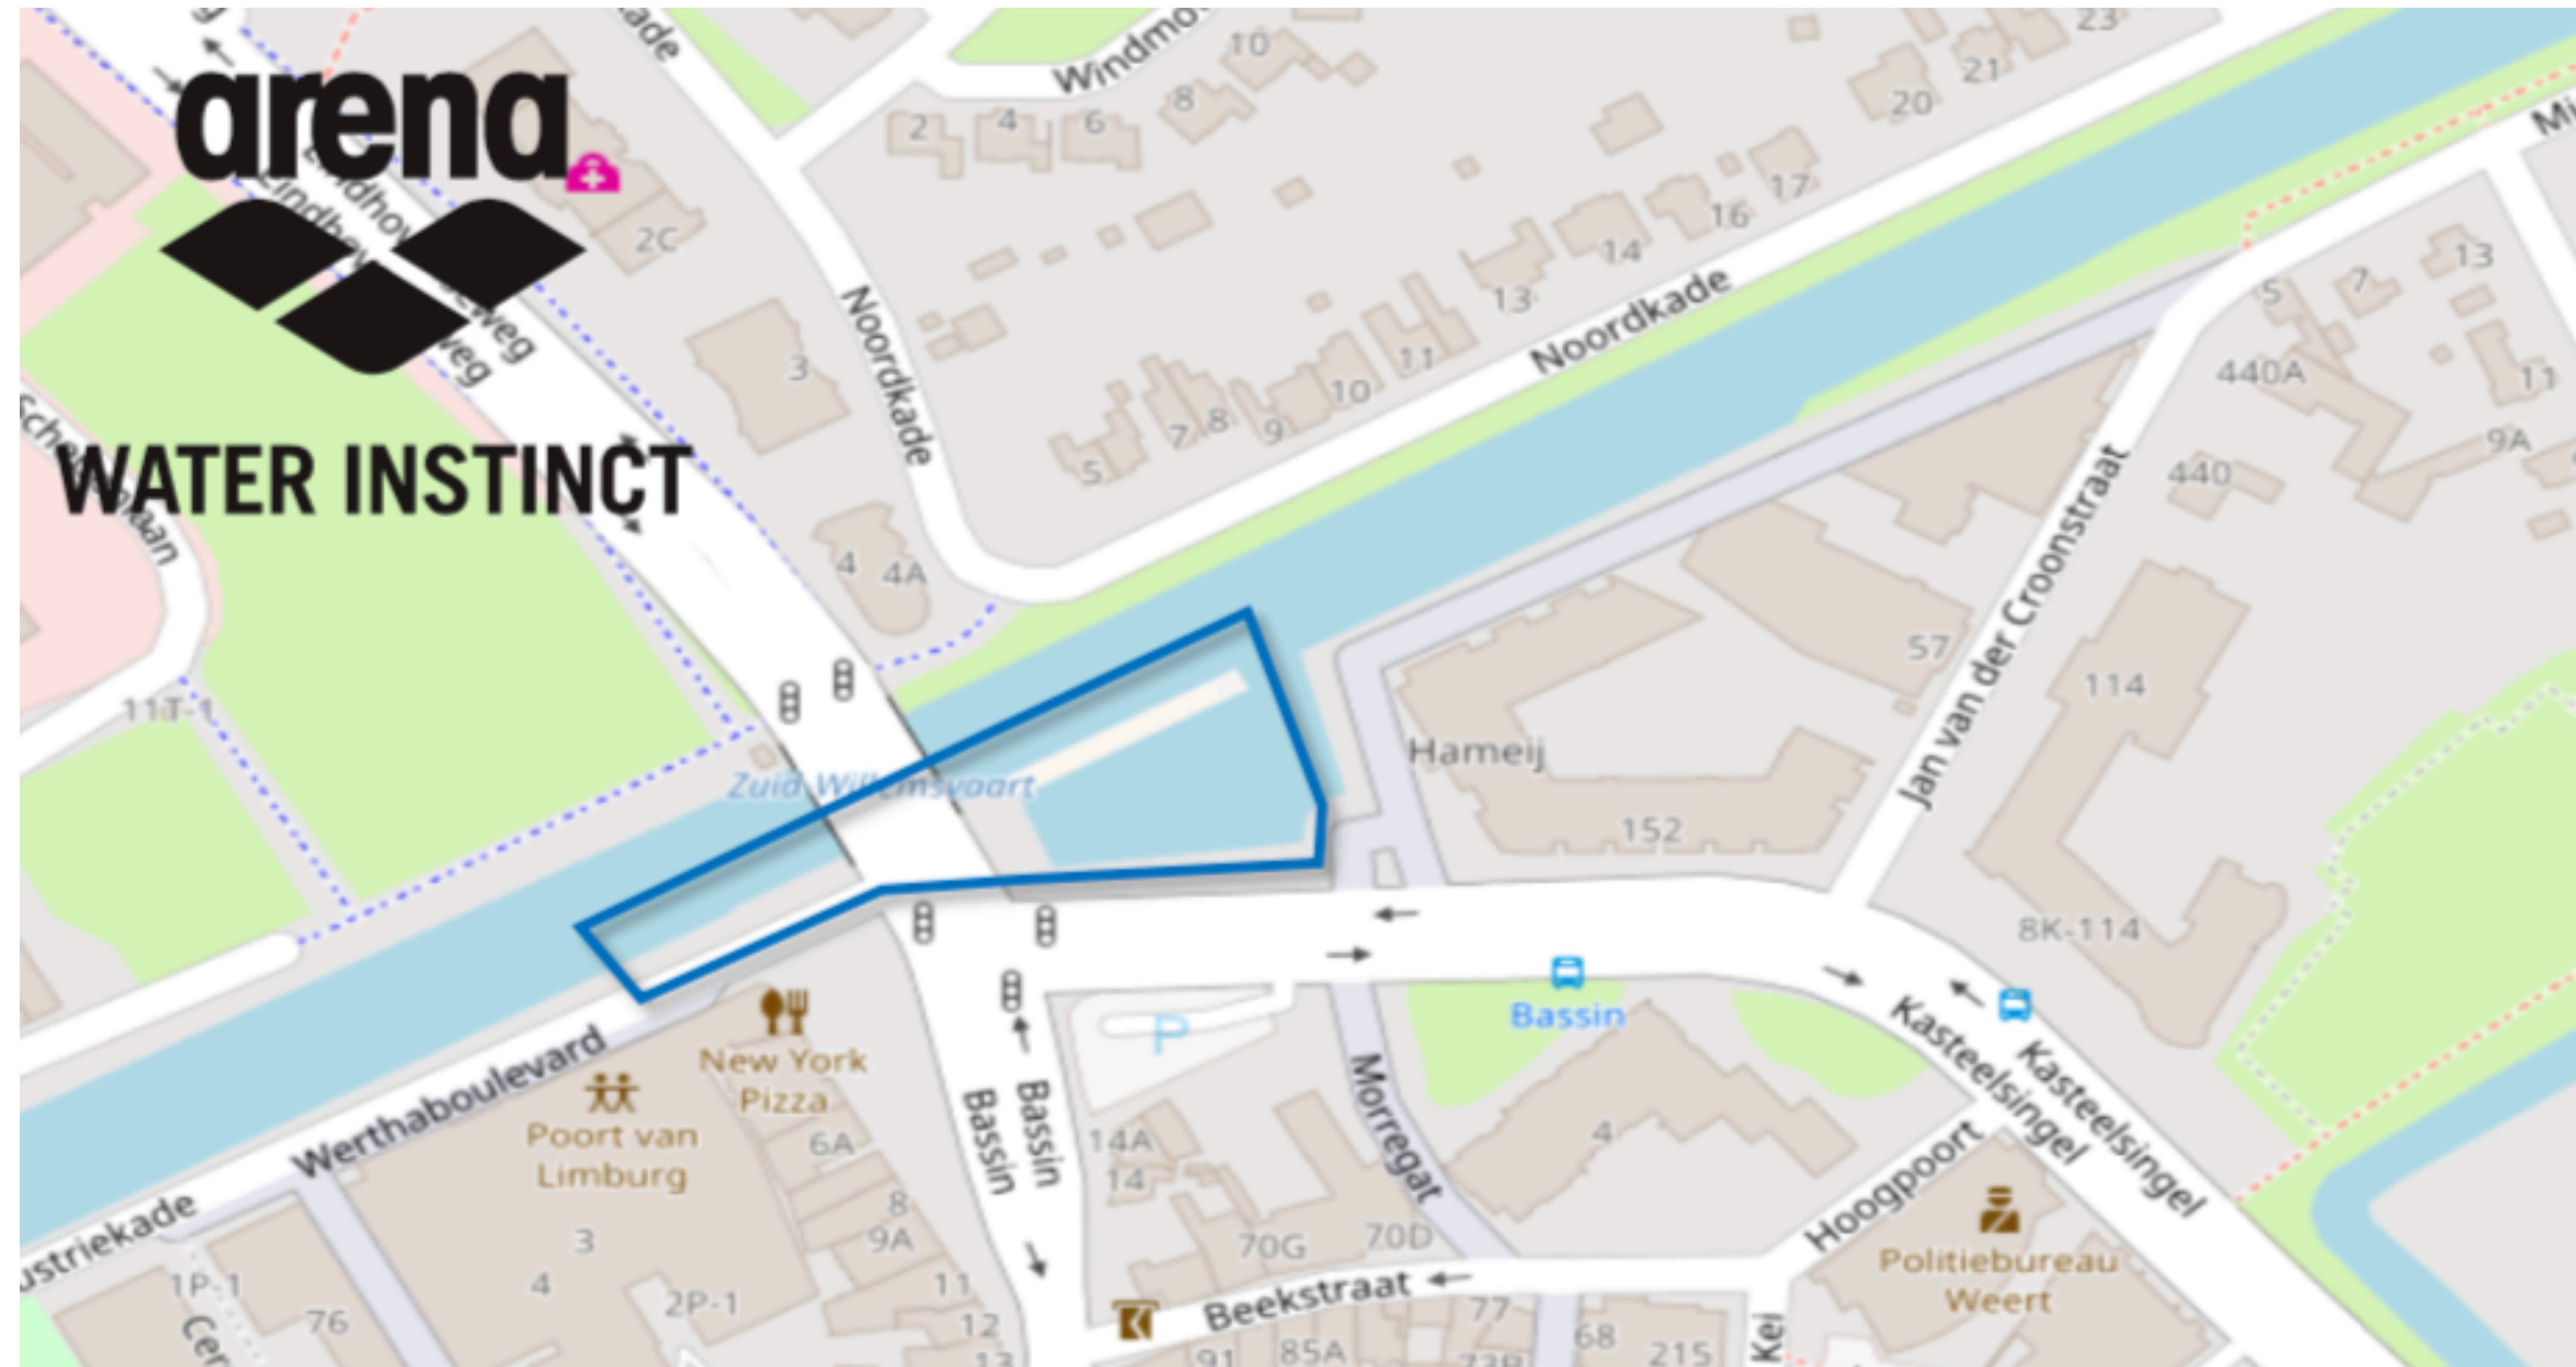 arena
WATER INSTINCT
Noordkade
Noordkade
10
23
21
20
2
4
6
8
2C
3
17
16
14
13
11
10
9
8
7
5
4
4A
5
7
13
440A
11
9A
440
Jan van der Croonstraat
57
114
11T-1
Zuid-Willemsvaart
Hameij
152
8K-114
Bassin
P
New York
Pizza
Werthaboulevard
Poort van
Limburg
6A
Bassin
Bassin
14A
14
Morregat
4
Kasteelsingel
Kasteelsingel
Hoogpoort
Politiebureau
Weert
8
9A
3
4
70G
70D
1P-1
76
2P-1
11
12
13
Beekstraat
77
68
215
85A
91
73B
Kei